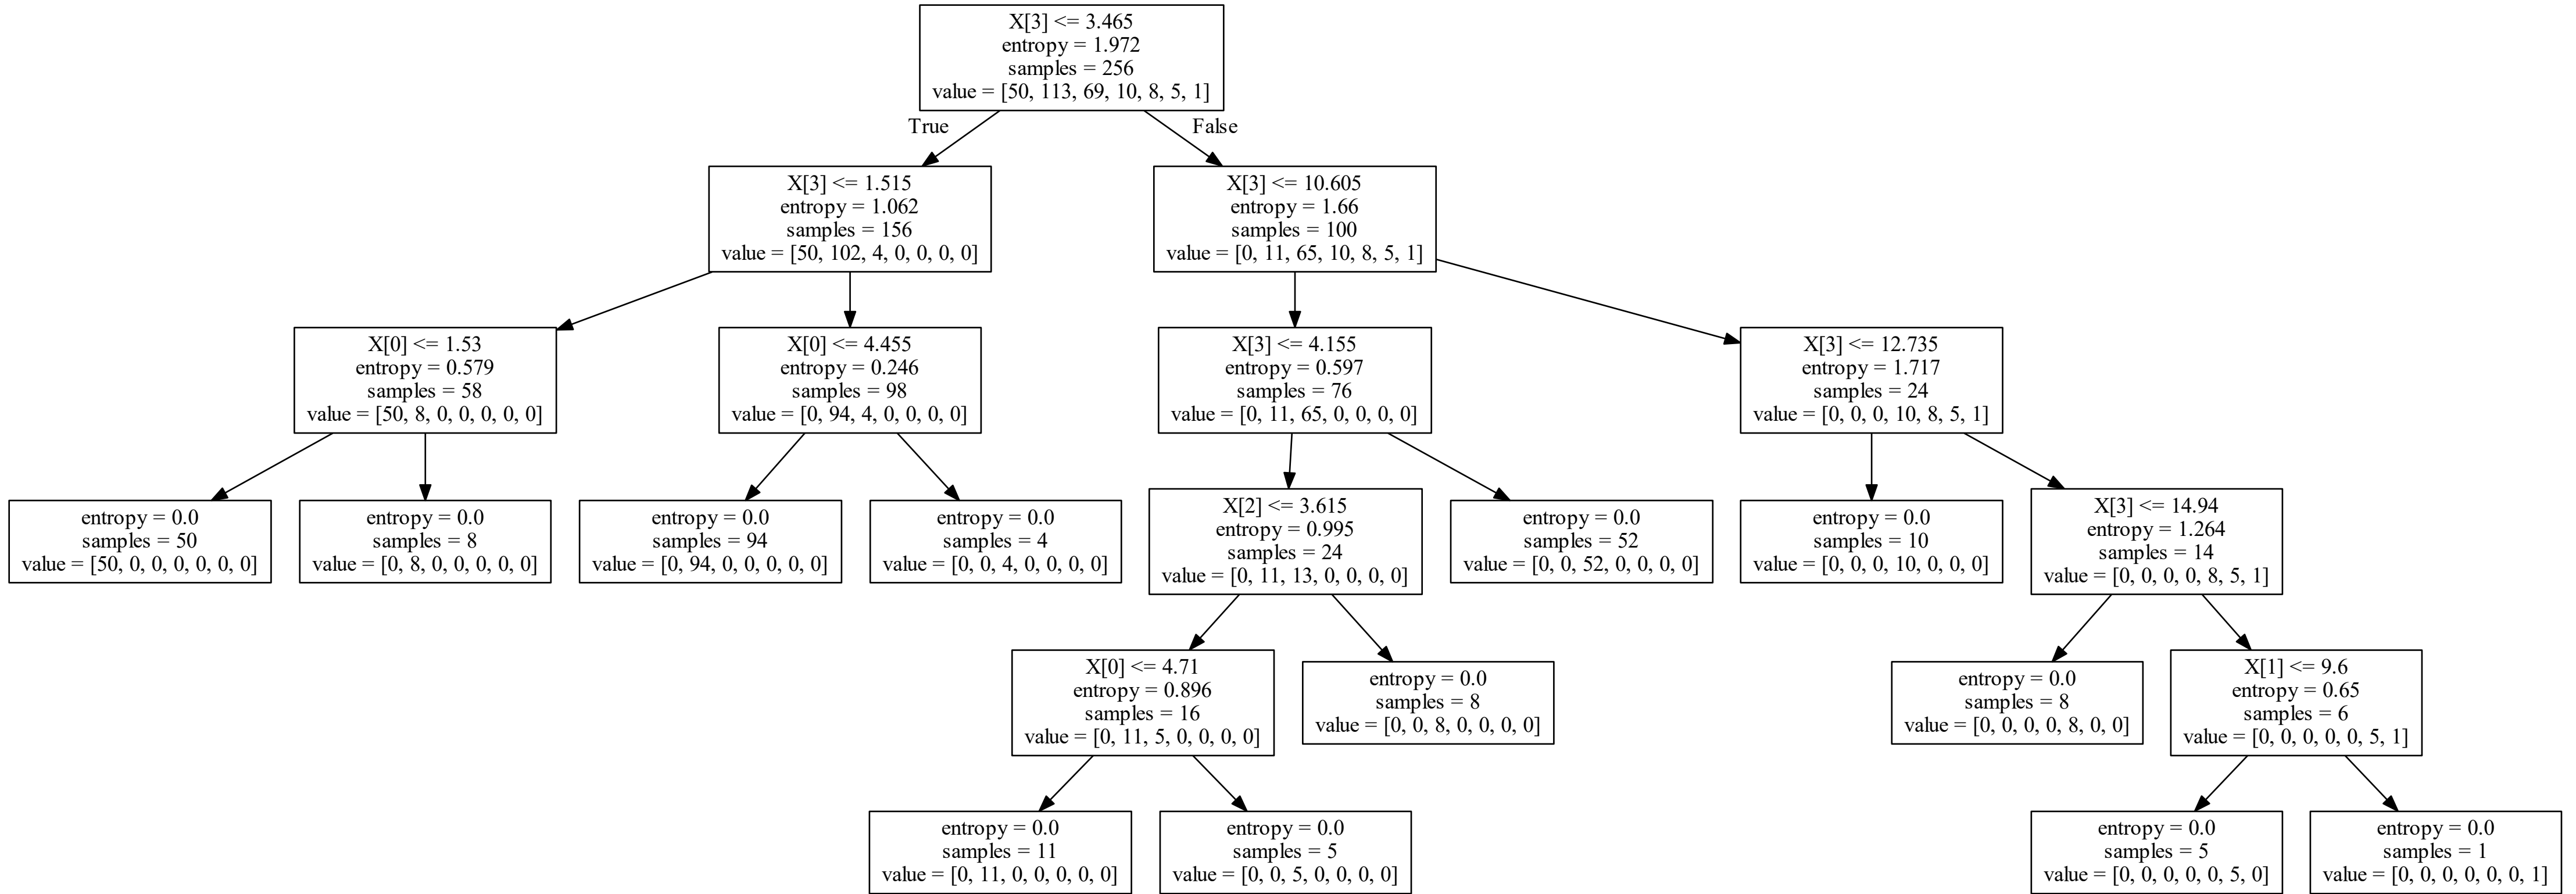 X[3] <= 3.465
entropy = 1.972
samples = 256
value = [50, 113, 69, 10, 8, 5, 1]
True
False
X[3] <= 1.515
entropy = 1.062
samples = 156
value = [50, 102, 4, 0, 0, 0, 0]
X[3] <= 10.605
entropy = 1.66
samples = 100
value = [0, 11, 65, 10, 8, 5, 1]
X[0] <= 1.53
entropy = 0.579
samples = 58
value = [50, 8, 0, 0, 0, 0, 0]
X[0] <= 4.455
entropy = 0.246
samples = 98
value = [0, 94, 4, 0, 0, 0, 0]
X[3] <= 4.155
entropy = 0.597
samples = 76
value = [0, 11, 65, 0, 0, 0, 0]
X[3] <= 12.735
entropy = 1.717
samples = 24
value = [0, 0, 0, 10, 8, 5, 1]
entropy = 0.0
samples = 50
value = [50, 0, 0, 0, 0, 0, 0]
entropy = 0.0
samples = 8
value = [0, 8, 0, 0, 0, 0, 0]
entropy = 0.0
samples = 94
value = [0, 94, 0, 0, 0, 0, 0]
entropy = 0.0
samples = 4
value = [0, 0, 4, 0, 0, 0, 0]
X[2] <= 3.615
entropy = 0.995
samples = 24
value = [0, 11, 13, 0, 0, 0, 0]
entropy = 0.0
samples = 52
value = [0, 0, 52, 0, 0, 0, 0]
entropy = 0.0
samples = 10
value = [0, 0, 0, 10, 0, 0, 0]
X[3] <= 14.94
entropy = 1.264
samples = 14
value = [0, 0, 0, 0, 8, 5, 1]
X[0] <= 4.71
entropy = 0.896
samples = 16
value = [0, 11, 5, 0, 0, 0, 0]
entropy = 0.0
samples = 8
value = [0, 0, 8, 0, 0, 0, 0]
entropy = 0.0
samples = 8
value = [0, 0, 0, 0, 8, 0, 0]
X[1] <= 9.6
entropy = 0.65
samples = 6
value = [0, 0, 0, 0, 0, 5, 1]
entropy = 0.0
samples = 11
value = [0, 11, 0, 0, 0, 0, 0]
entropy = 0.0
samples = 5
value = [0, 0, 5, 0, 0, 0, 0]
entropy = 0.0
samples = 5
value = [0, 0, 0, 0, 0, 5, 0]
entropy = 0.0
samples = 1
value = [0, 0, 0, 0, 0, 0, 1]